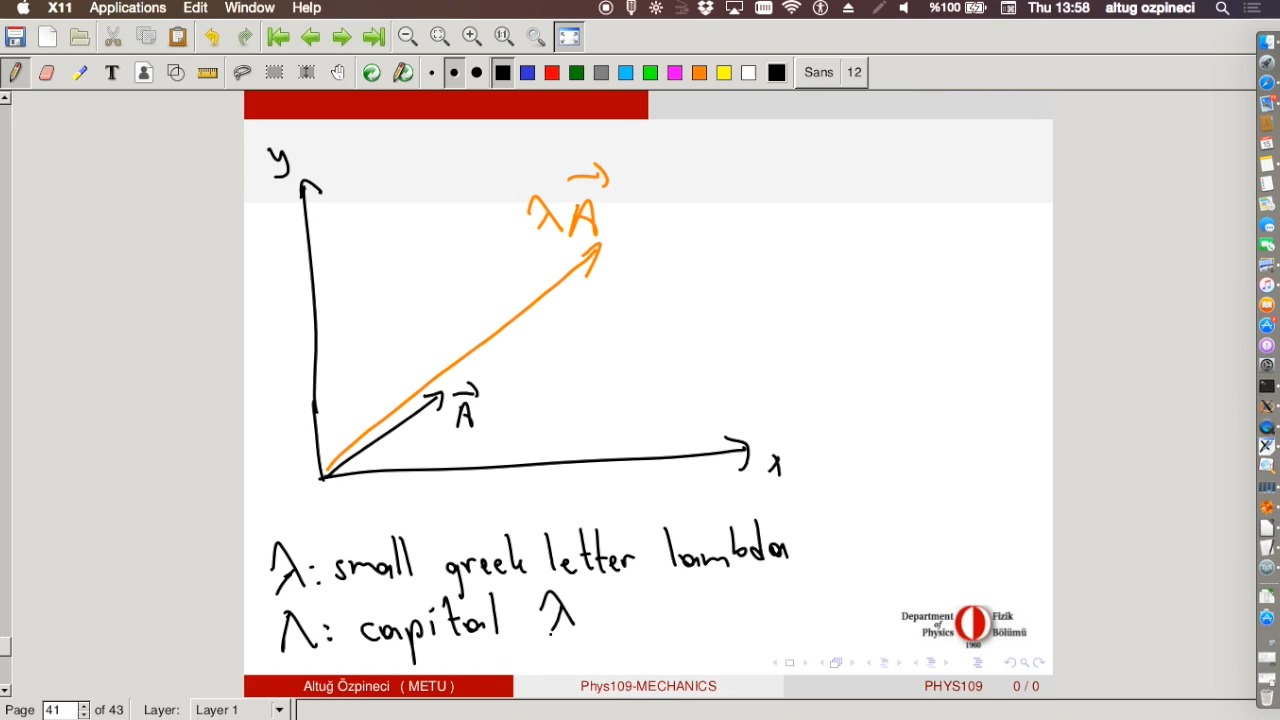 X11 Applications Edit Window Help %100 Thu 13:58 altug ozpineci
Sans 12
y
λA
A
x
λ: small greek letter lambda
Λ: capital λ
Department of Physics Fizik Bölümü
1960
Altuğ Özpineci ( METU ) Phys109-MECHANICS PHYS109 0 / 0
Page 41 of 43 Layer: Layer 1